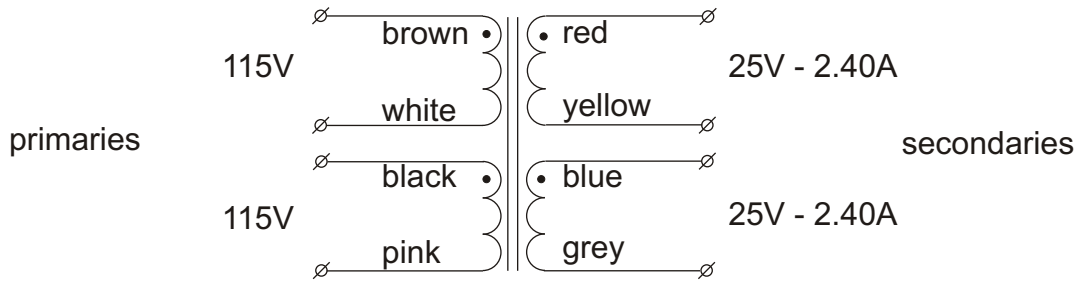 brown
red
115V
25V - 2.40A
white
yellow
primaries
secondaries
black
blue
115V
25V - 2.40A
pink
grey